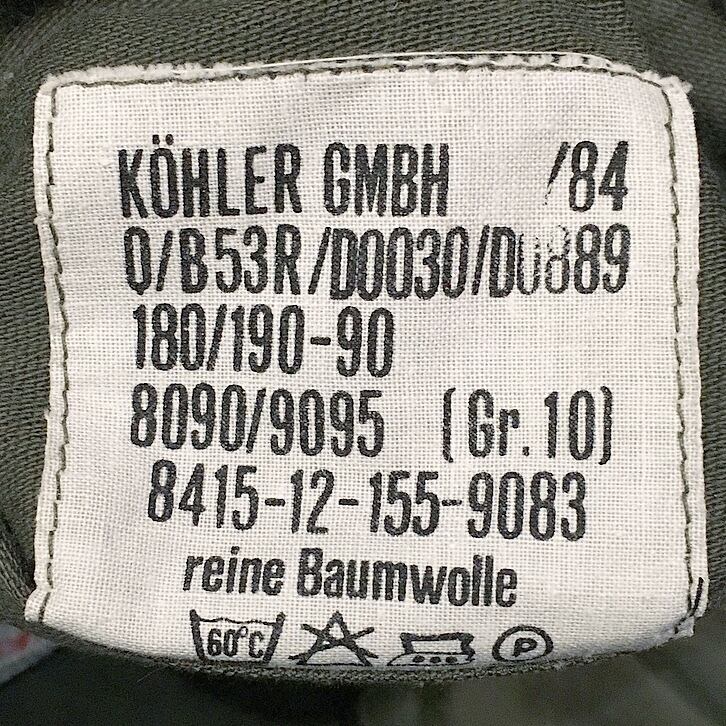 KÖHLER GMBH /84
Q/B53R/D0030/D0889
180/190-90
8090/9095 (Gr.10)
8415-12-155-9083
reine Baumwolle
60°C P